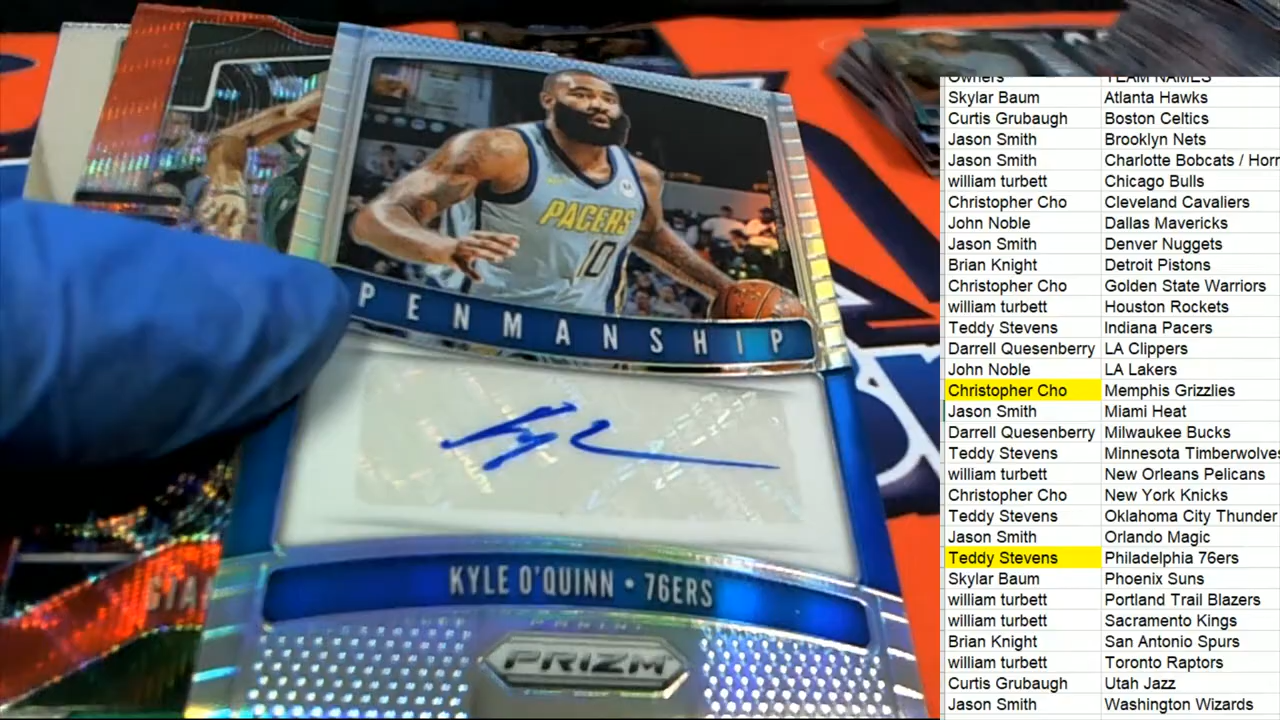 PACERS
10
PENMANSHIP
KYLE O'QUINN • 76ERS
PANINI
PRIZM
STA
Owners TEAM NAMES
Skylar Baum Atlanta Hawks
Curtis Grubaugh Boston Celtics
Jason Smith Brooklyn Nets
Jason Smith Charlotte Bobcats / Horr
william turbett Chicago Bulls
Christopher Cho Cleveland Cavaliers
John Noble Dallas Mavericks
Jason Smith Denver Nuggets
Brian Knight Detroit Pistons
Christopher Cho Golden State Warriors
william turbett Houston Rockets
Teddy Stevens Indiana Pacers
Darrell Quesenberry LA Clippers
John Noble LA Lakers
Christopher Cho Memphis Grizzlies
Jason Smith Miami Heat
Darrell Quesenberry Milwaukee Bucks
Teddy Stevens Minnesota Timberwolves
william turbett New Orleans Pelicans
Christopher Cho New York Knicks
Teddy Stevens Oklahoma City Thunder
Jason Smith Orlando Magic
Teddy Stevens Philadelphia 76ers
Skylar Baum Phoenix Suns
william turbett Portland Trail Blazers
william turbett Sacramento Kings
Brian Knight San Antonio Spurs
william turbett Toronto Raptors
Curtis Grubaugh Utah Jazz
Jason Smith Washington Wizards